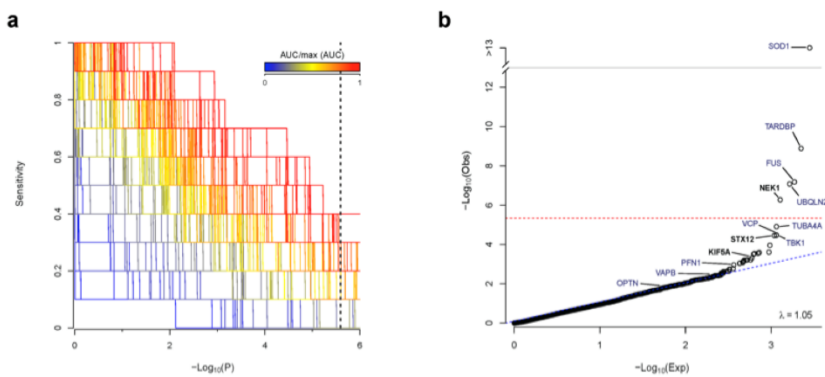 a
AUC/max (AUC)
0 1
1
0.8
0.6
0.4
0.2
0
Sensitivity
0 2 4 6
−Log10(P)
b
>13
12
10
8
6
4
2
0
−Log10(Obs)
SOD1
TARDBP
FUS
NEK1
UBQLN2
VCP
TUBA4A
STX12
TBK1
KIF5A
PFN1
VAPB
OPTN
λ = 1.05
0 1 2 3
−Log10(Exp)